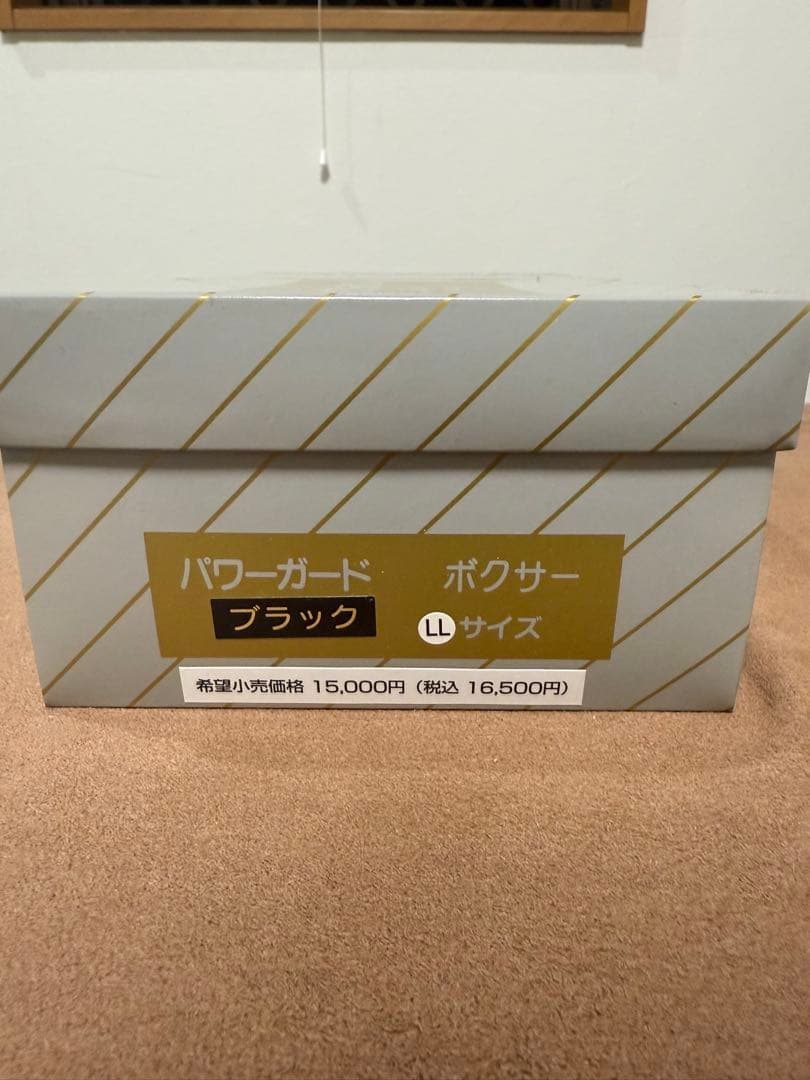 パワーガード ボクサー
ブラック LLサイズ
希望小売価格 15,000円（税込 16,500円）